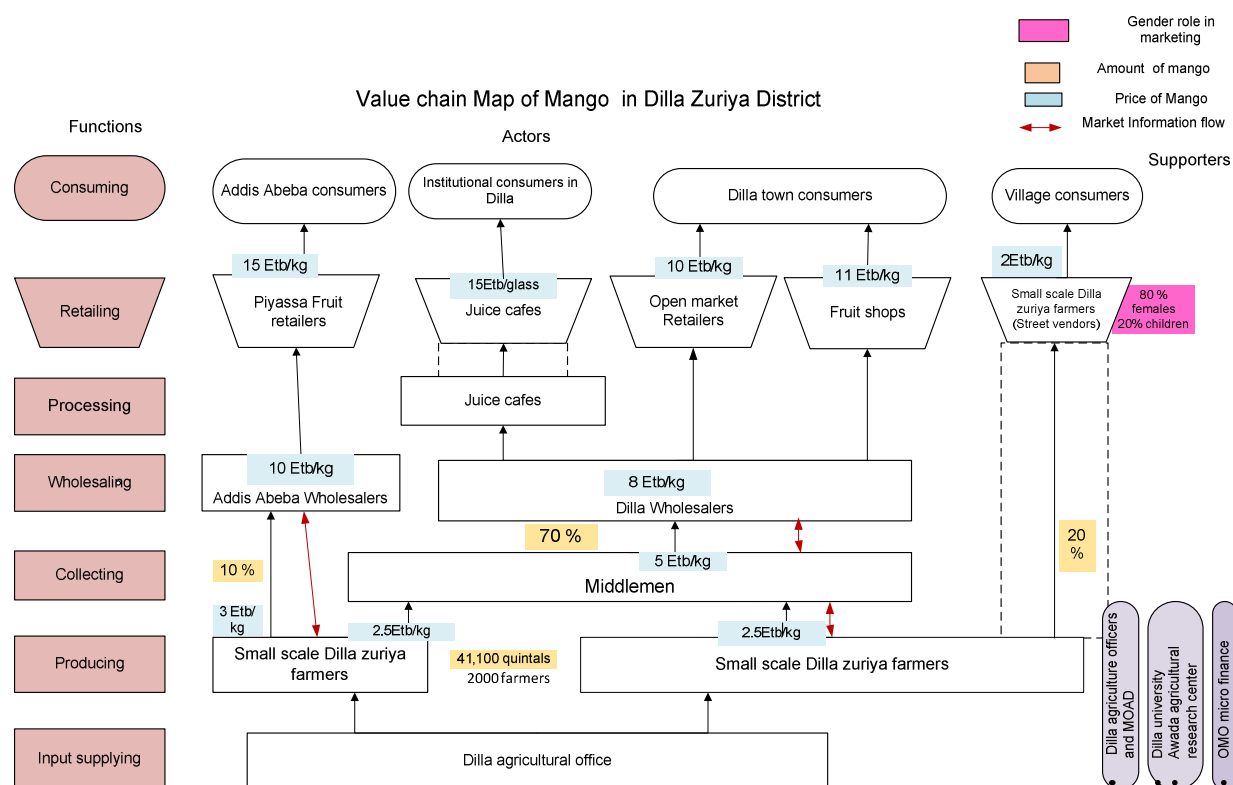 Gender role in
marketing
Amount of mango
Price of Mango
Market Information flow
Value chain Map of Mango in Dilla Zuriya District
Functions
Actors
Supporters
Consuming
Addis Abeba consumers
Institutional consumers in
Dilla
Dilla town consumers
Village consumers
15 Etb/kg
15Etb/glass
10 Etb/kg
11 Etb/kg
2Etb/kg
Retailing
Piyassa Fruit
retailers
Juice cafes
Open market
Retailers
Fruit shops
Small scale Dilla
zuriya farmers
(Street vendors)
80 %
females
20% children
Processing
Juice cafes
Wholesaling
10 Etb/kg
Addis Abeba Wholesalers
8 Etb/kg
Dilla Wholesalers
70 %
20
%
Collecting
10 %
5 Etb/kg
Middlemen
3 Etb/
kg
2.5Etb/kg
2.5Etb/kg
Producing
Small scale Dilla zuriya
farmers
41,100 quintals
2000 farmers
Small scale Dilla zuriya farmers
Dilla agriculture officers
and MOAD
Dilla university
Awada agricultural
research center
OMO micro finance
Input supplying
Dilla agricultural office